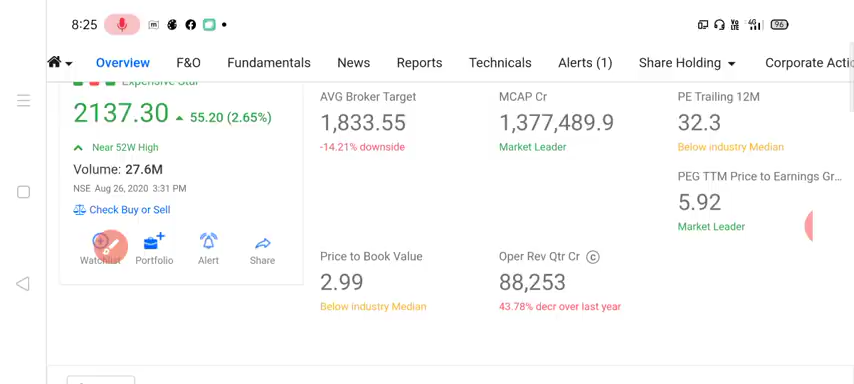 8:25
m
Vo LTE
4G
96
Overview
F&O
Fundamentals
News
Reports
Technicals
Alerts (1)
Share Holding
Corporate Actio
Expensive Star
2137.30 55.20 (2.65%)
Near 52W High
Volume: 27.6M
NSE Aug 26, 2020 3:31 PM
Check Buy or Sell
Watchlist
Portfolio
Alert
Share
AVG Broker Target
1,833.55
-14.21% downside
MCAP Cr
1,377,489.9
Market Leader
PE Trailing 12M
32.3
Below industry Median
PEG TTM Price to Earnings Gr...
5.92
Market Leader
Price to Book Value
2.99
Below industry Median
Oper Rev Qtr Cr C
88,253
43.78% decr over last year